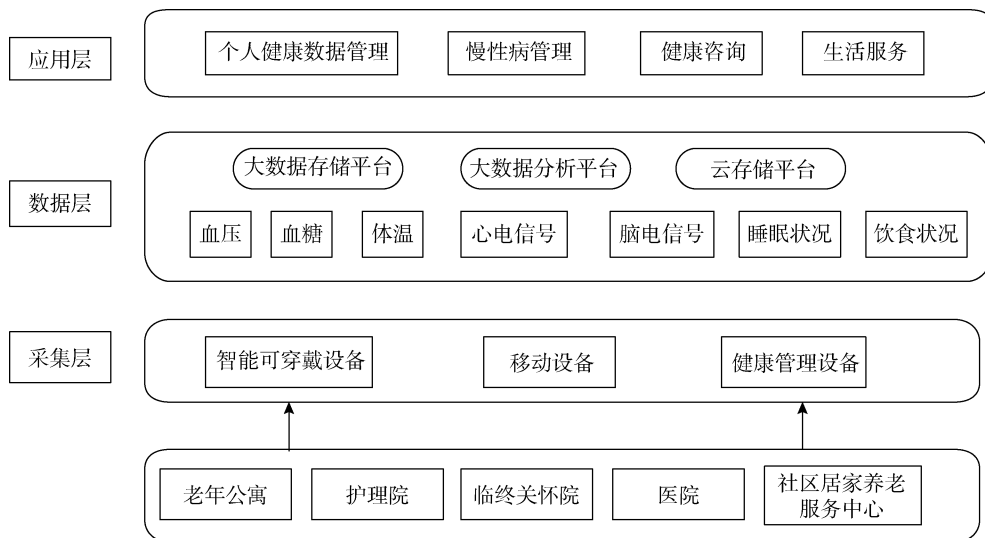 应用层
个人健康数据管理
慢性病管理
健康咨询
生活服务
数据层
大数据存储平台
大数据分析平台
云存储平台
血压
血糖
体温
心电信号
脑电信号
睡眠状况
饮食状况
采集层
智能可穿戴设备
移动设备
健康管理设备
老年公寓
护理院
临终关怀院
医院
社区居家养老
服务中心